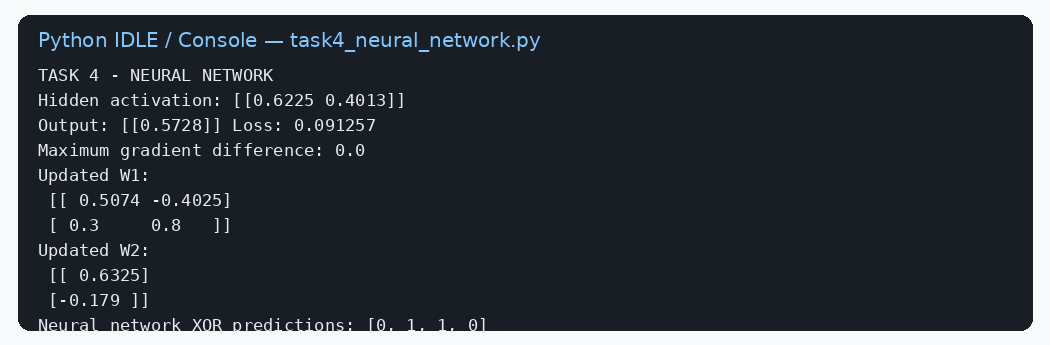 Python IDLE / Console — task4_neural_network.py
TASK 4 - NEURAL NETWORK
Hidden activation: [[0.6225 0.4013]]
Output: [[0.5728]] Loss: 0.091257
Maximum gradient difference: 0.0
Updated W1:
 [[ 0.5074 -0.4025]
 [ 0.3     0.8   ]]
Updated W2:
 [[ 0.6325]
 [-0.179 ]]
Neural network XOR predictions: [0, 1, 1, 0]